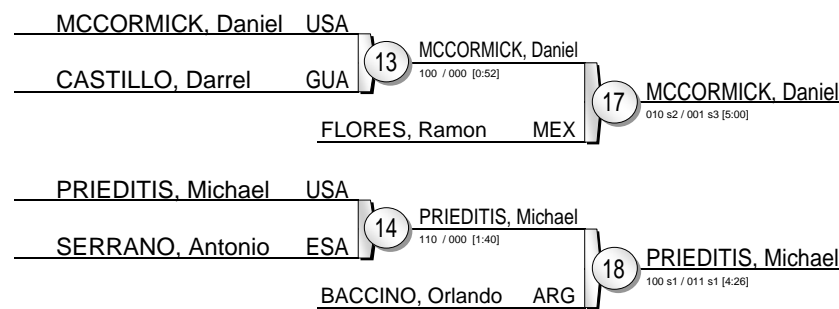 MCCORMICK, Daniel USA
13
MCCORMICK, Daniel
100 / 000 [0:52]
CASTILLO, Darrel GUA
17
MCCORMICK, Daniel
010 s2 / 001 s3 [5:00]
FLORES, Ramon MEX
PRIEDITIS, Michael USA
14
PRIEDITIS, Michael
110 / 000 [1:40]
SERRANO, Antonio ESA
18
PRIEDITIS, Michael
100 s1 / 011 s1 [4:26]
BACCINO, Orlando ARG